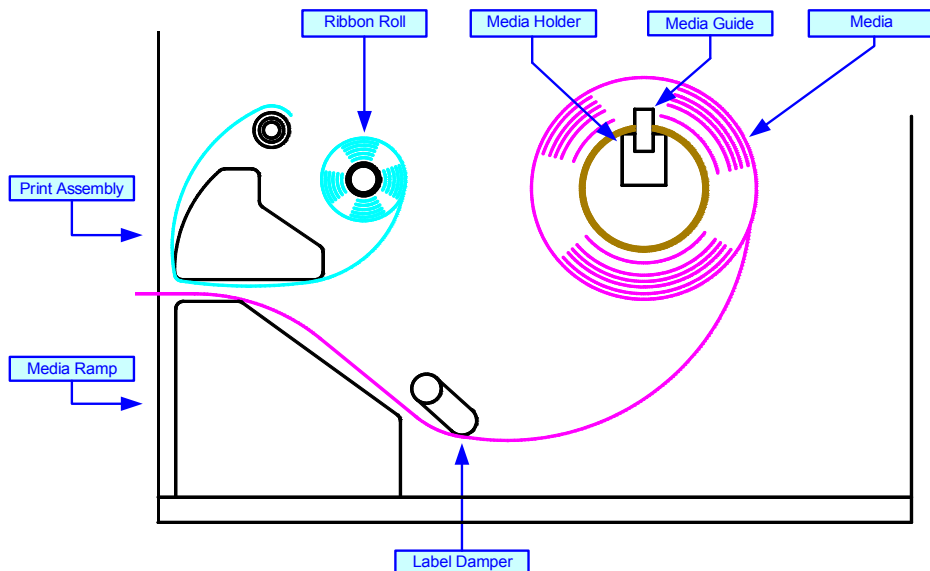 Ribbon Roll
Media Holder
Media Guide
Media
Print Assembly
Media Ramp
Label Damper